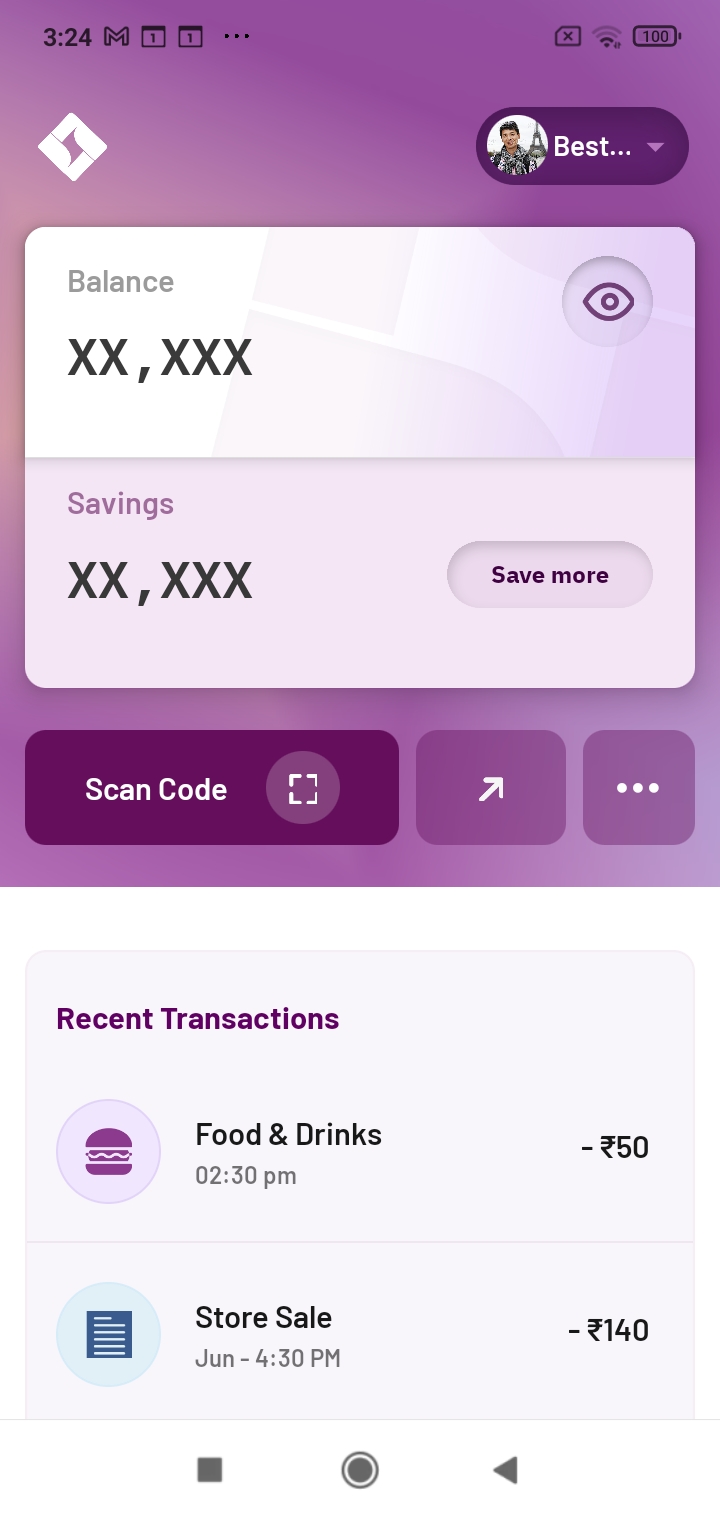 3:24 1 1 ... 100
Best...
Balance
XX,XXX
Savings
XX,XXX
Save more
Scan Code
Recent Transactions
Food & Drinks
- ₹50
02:30 pm
Store Sale
- ₹140
Jun - 4:30 PM